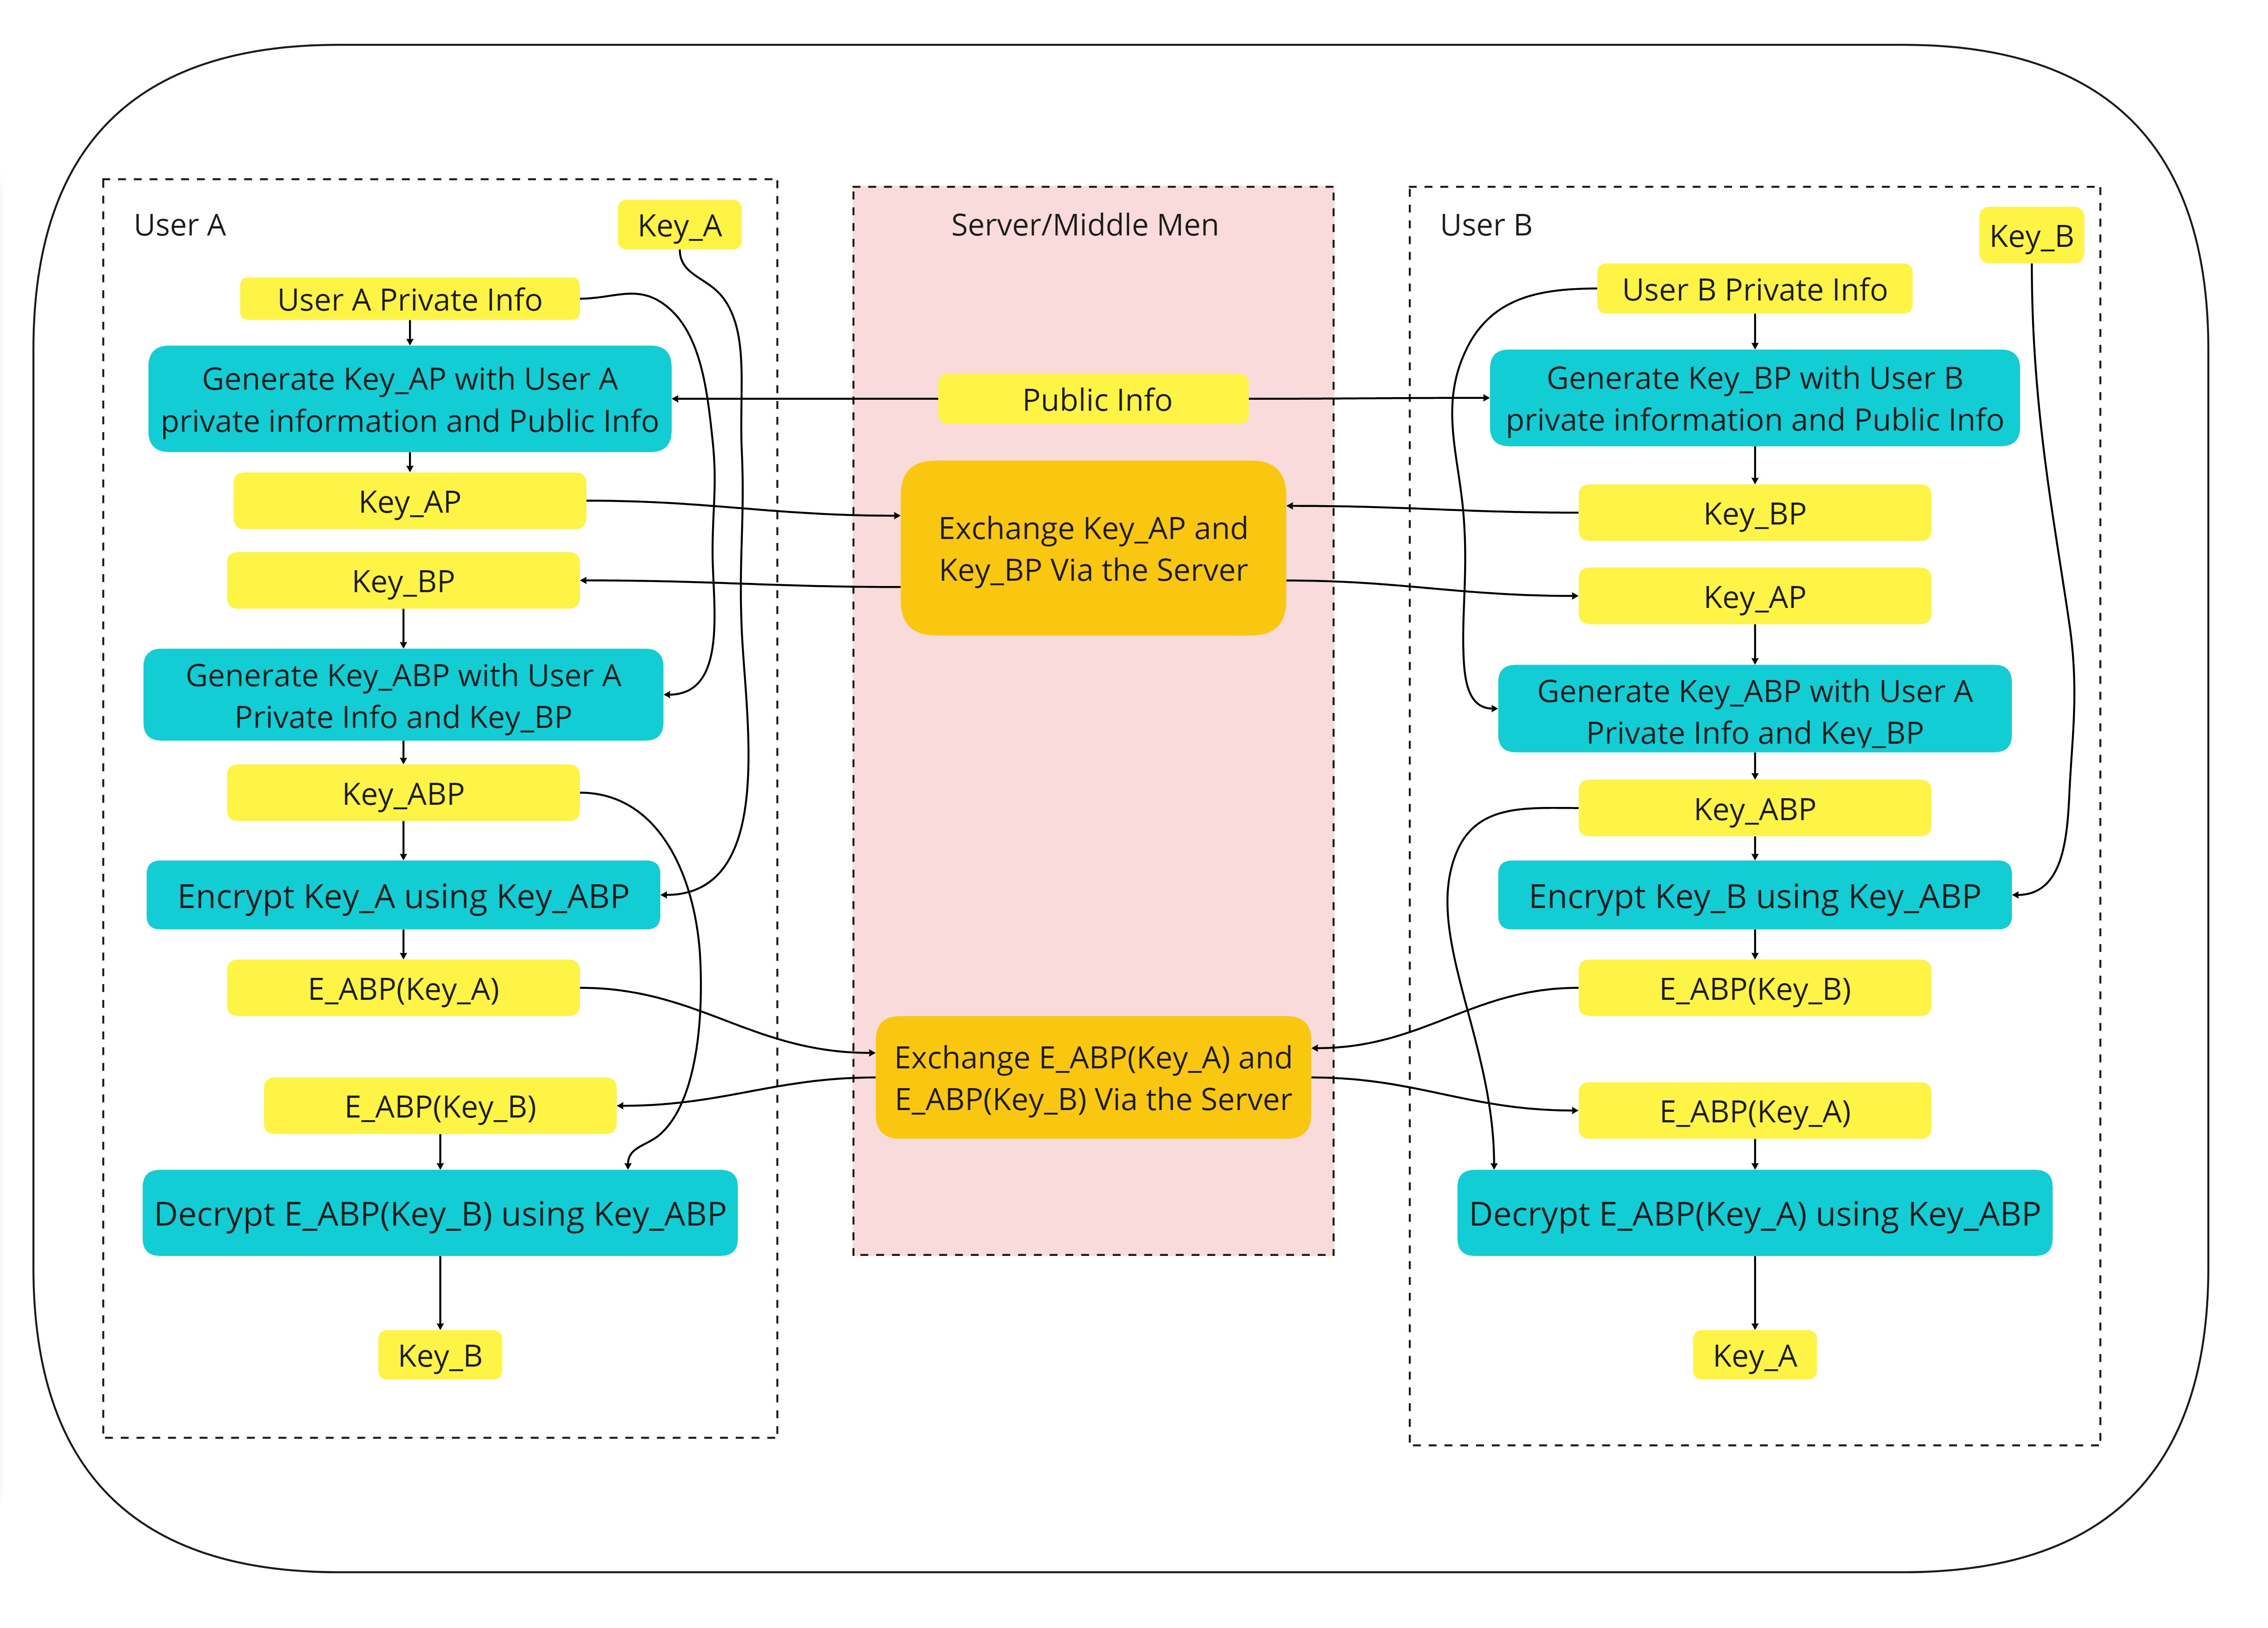 User A
Key_A
User A Private Info
Generate Key_AP with User A
private information and Public Info
Key_AP
Key_BP
Generate Key_ABP with User A
Private Info and Key_BP
Key_ABP
Encrypt Key_A using Key_ABP
E_ABP(Key_A)
E_ABP(Key_B)
Decrypt E_ABP(Key_B) using Key_ABP
Key_B
Server/Middle Men
Public Info
Exchange Key_AP and
Key_BP Via the Server
Exchange E_ABP(Key_A) and
E_ABP(Key_B) Via the Server
User B
Key_B
User B Private Info
Generate Key_BP with User B
private information and Public Info
Key_BP
Key_AP
Generate Key_ABP with User A
Private Info and Key_BP
Key_ABP
Encrypt Key_B using Key_ABP
E_ABP(Key_B)
E_ABP(Key_A)
Decrypt E_ABP(Key_A) using Key_ABP
Key_A